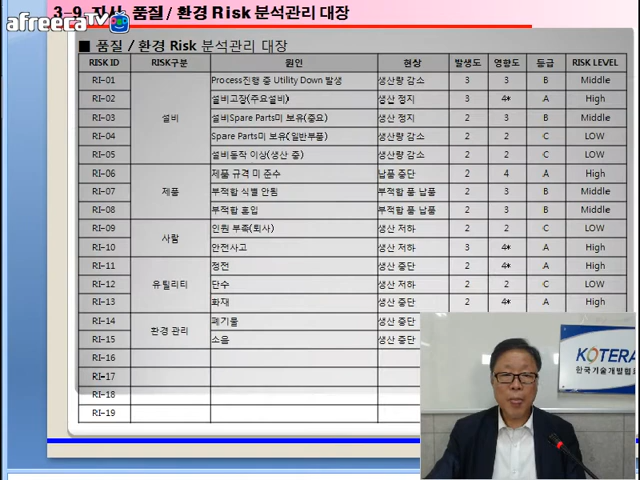 3-9. 자사 품질 / 환경 Risk 분석관리 대장
afreecaTV
■ 품질 / 환경 Risk 분석관리 대장
RISK ID RISK구분 원인 현상 발생도 영향도 등급 RISK LEVEL
RI-01 설비 Process진행 중 Utility Down 발생 생산량 감소 3 3 B Middle
RI-02 설비고장(주요설비) 생산 정지 3 4* A High
RI-03 설비Spare Parts미 보유(중요) 생산 정지 2 3 B Middle
RI-04 Spare Parts미 보유(일반부품) 생산량 감소 2 2 C LOW
RI-05 설비동작 이상(생산 중) 생산량 감소 2 2 C LOW
RI-06 제품 제품 규격 미 준수 납품 중단 2 4 A High
RI-07 부적합 식별 안됨 부적합 품 납품 2 3 B Middle
RI-08 부적합 혼입 부적합 품 납품 2 3 B Middle
RI-09 사람 인원 부족(퇴사) 생산 저하 2 2 C LOW
RI-10 안전사고 생산 저하 3 4* A High
RI-11 유틸리티 정전 생산 중단 2 4* A High
RI-12 단수 생산 저하 2 2 C LOW
RI-13 화재 생산 중단 2 4* A High
RI-14 환경 관리 폐기물 생산 중단
RI-15 소음 생산 중단
RI-16
RI-17
RI-18
RI-19
KOTERA
한국기술개발협회